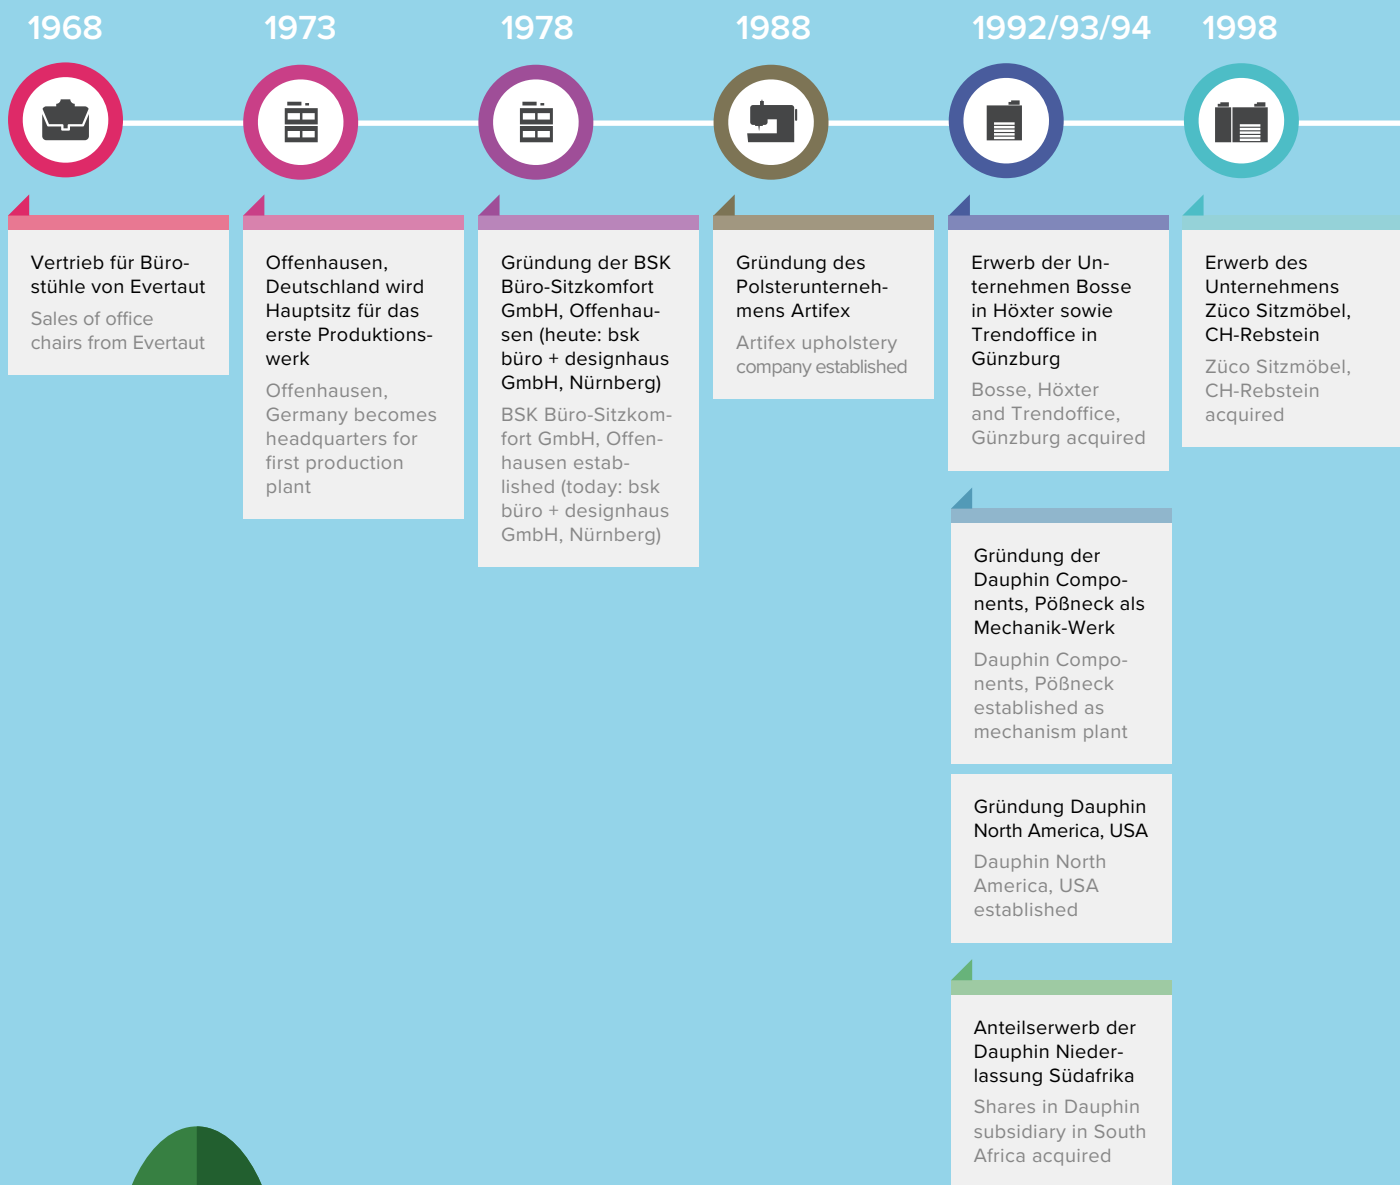 1968
Vertrieb für Büro-
stühle von Evertaut
Sales of office
chairs from Evertaut
1973
Offenhausen,
Deutschland wird
Hauptsitz für das
erste Produktions-
werk
Offenhausen,
Germany becomes
headquarters for
first production
plant
1978
Gründung der BSK
Büro-Sitzkomfort
GmbH, Offenhau-
sen (heute: bsk
büro + designhaus
GmbH, Nürnberg)
BSK Büro-Sitzkom-
fort GmbH, Offen-
hausen estab-
lished (today: bsk
büro + designhaus
GmbH, Nürnberg)
1988
Gründung des
Polsterunterneh-
mens Artifex
Artifex upholstery
company established
1992/93/94
Erwerb der Un-
ternehmen Bosse
in Höxter sowie
Trendoffice in
Günzburg
Bosse, Höxter
and Trendoffice,
Günzburg acquired
Gründung der
Dauphin Compo-
nents, Pößneck als
Mechanik-Werk
Dauphin Compo-
nents, Pößneck
established as
mechanism plant
Gründung Dauphin
North America, USA
Dauphin North
America, USA
established
Anteilserwerb der
Dauphin Nieder-
lassung Südafrika
Shares in Dauphin
subsidiary in South
Africa acquired
1998
Erwerb des
Unternehmens
Züco Sitzmöbel,
CH-Rebstein
Züco Sitzmöbel,
CH-Rebstein
acquired